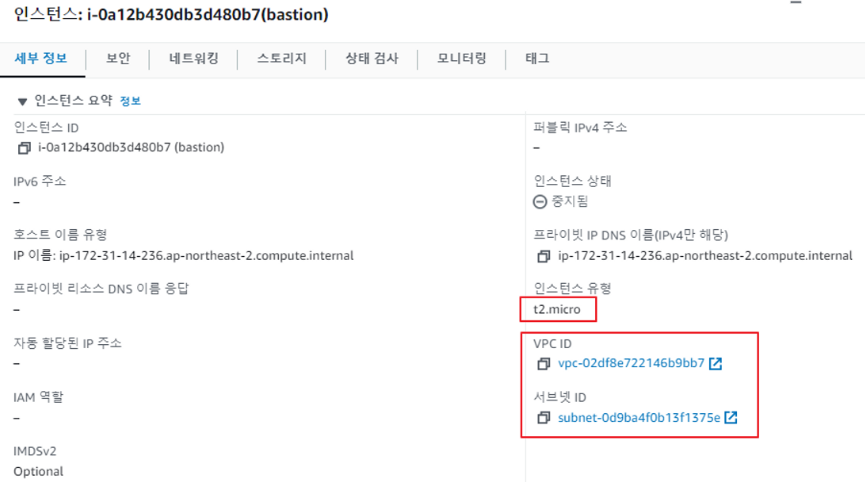 인스턴스: i-0a12b430db3d480b7(bastion)
세부 정보 보안 네트워킹 스토리지 상태 검사 모니터링 태그
▼ 인스턴스 요약 정보
인스턴스 ID
i-0a12b430db3d480b7 (bastion)
퍼블릭 IPv4 주소
–
IPv6 주소
–
인스턴스 상태
중지됨
호스트 이름 유형
IP 이름: ip-172-31-14-236.ap-northeast-2.compute.internal
프라이빗 IP DNS 이름(IPv4만 해당)
ip-172-31-14-236.ap-northeast-2.compute.internal
프라이빗 리소스 DNS 이름 응답
–
인스턴스 유형
t2.micro
자동 할당된 IP 주소
–
VPC ID
vpc-02df8e722146b9bb7
IAM 역할
–
서브넷 ID
subnet-0d9ba4f0b13f1375e
IMDSv2
Optional